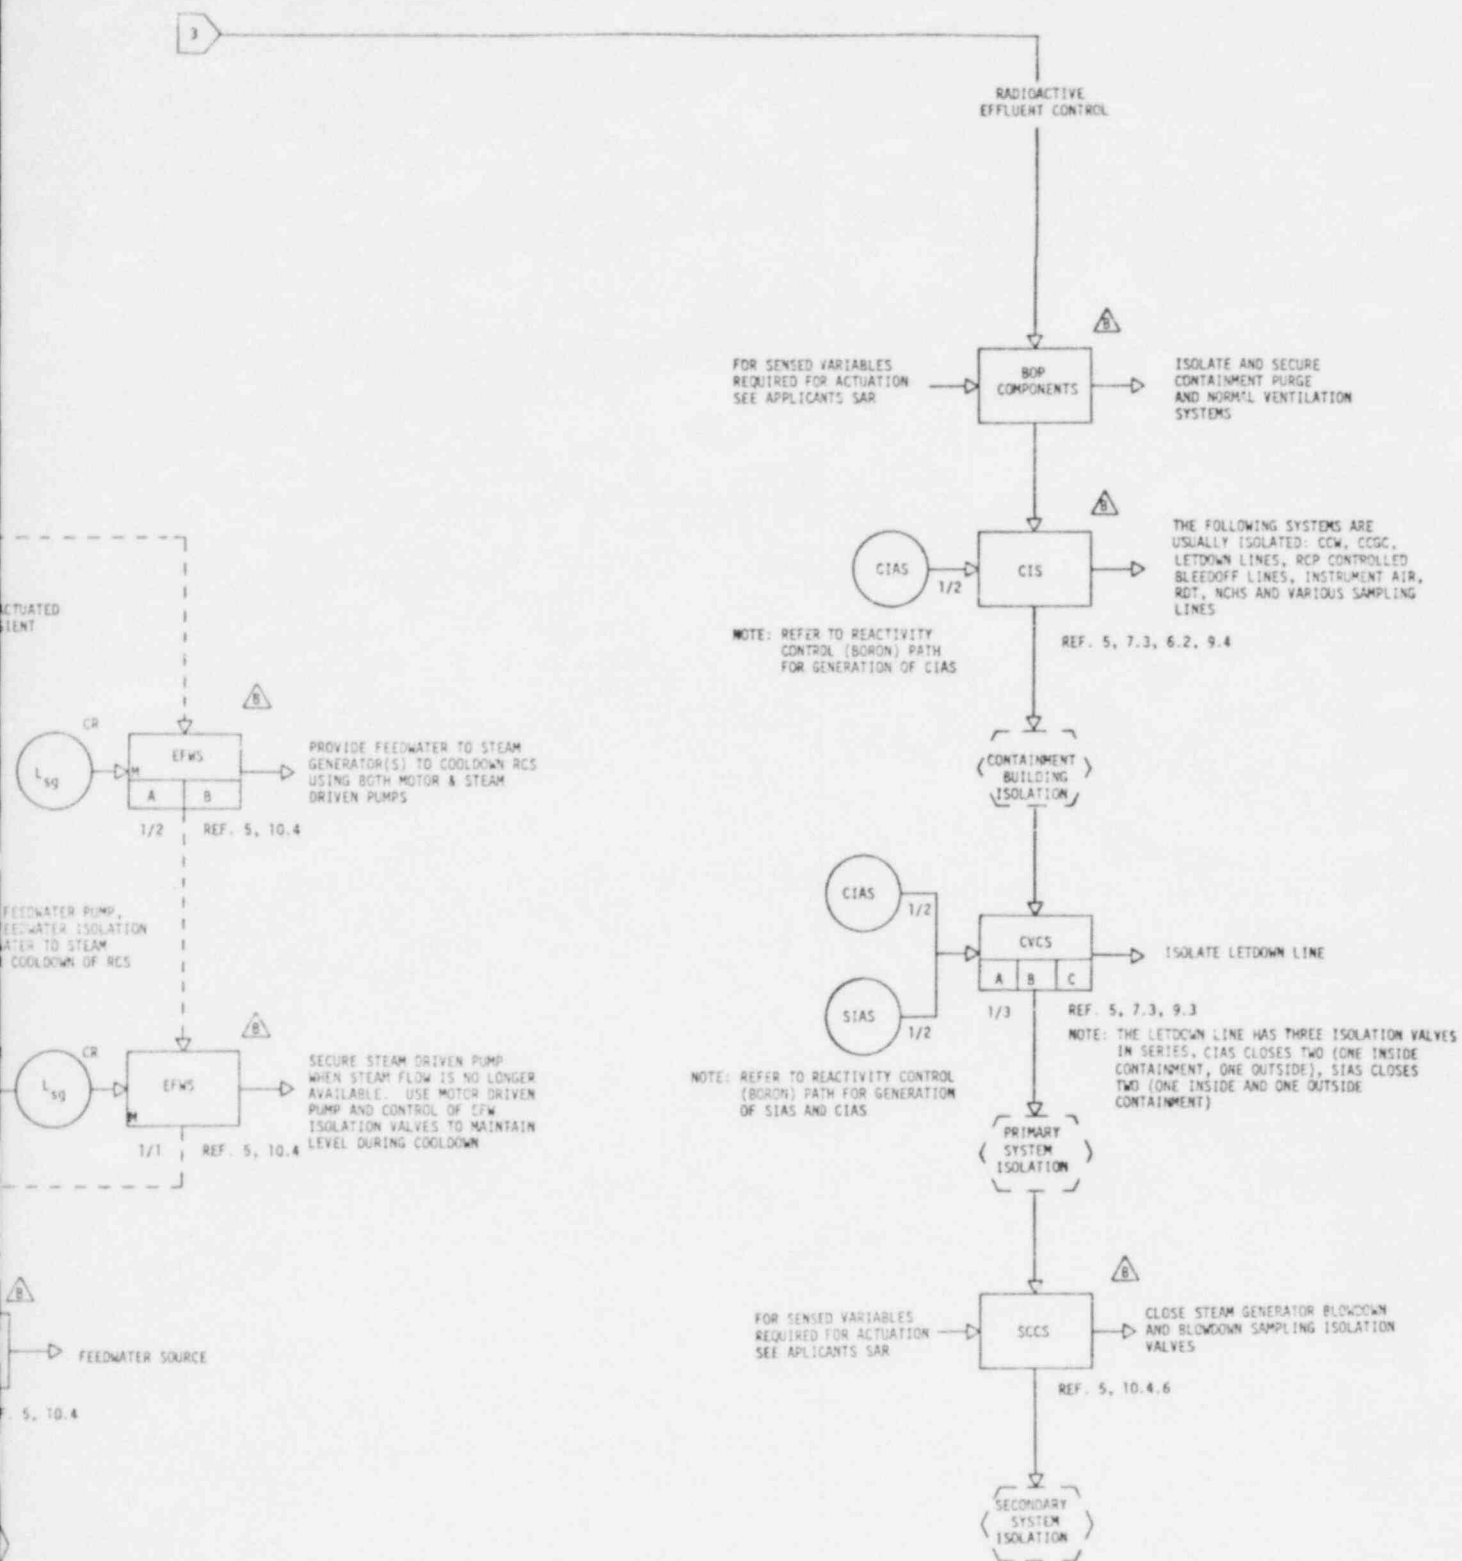 3
RADIOACTIVE
EFFLUENT CONTROL
B
FOR SENSED VARIABLES
REQUIRED FOR ACTUATION
SEE APPLICANTS SAR
BOP
COMPONENTS
ISOLATE AND SECURE
CONTAINMENT PURGE
AND NORMAL VENTILATION
SYSTEMS
B
CIAS
1/2
CIS
THE FOLLOWING SYSTEMS ARE
USUALLY ISOLATED: CCW, CCGC,
LETDOWN LINES, RCP CONTROLLED
BLEEDOFF LINES, INSTRUMENT AIR,
RDT, NCHS AND VARIOUS SAMPLING
LINES
NOTE: REFER TO REACTIVITY
CONTROL (BORON) PATH
FOR GENERATION OF CIAS
REF. 5, 7.3, 6.2, 9.4
CONTAINMENT
BUILDING
ISOLATION
CIAS
1/2
SIAS
1/2
CVCS
A B C
1/3
ISOLATE LETDOWN LINE
REF. 5, 7.3, 9.3
NOTE: THE LETDOWN LINE HAS THREE ISOLATION VALVES
IN SERIES, CIAS CLOSES TWO (ONE INSIDE
CONTAINMENT, ONE OUTSIDE), SIAS CLOSES
TWO (ONE INSIDE AND ONE OUTSIDE
CONTAINMENT)
NOTE: REFER TO REACTIVITY CONTROL
(BORON) PATH FOR GENERATION
OF SIAS AND CIAS
PRIMARY
SYSTEM
ISOLATION
B
FOR SENSED VARIABLES
REQUIRED FOR ACTUATION
SEE APLICANTS SAR
SCCS
CLOSE STEAM GENERATOR BLOWDOWN
AND BLOWDOWN SAMPLING ISOLATION
VALVES
REF. 5, 10.4.6
SECONDARY
SYSTEM
ISOLATION
ACTUATED
SIENT
B
CR
Lsg
M
EFWS
A B
1/2
REF. 5, 10.4
PROVIDE FEEDWATER TO STEAM
GENERATOR(S) TO COOLDOWN RCS
USING BOTH MOTOR & STEAM
DRIVEN PUMPS
FEEDWATER PUMP,
EEDWATER ISOLATION
ATER TO STEAM
COOLDOWN OF RCS
B
CR
Lsg
M
EFWS
1/1
REF. 5, 10.4
SECURE STEAM DRIVEN PUMP
WHEN STEAM FLOW IS NO LONGER
AVAILABLE. USE MOTOR DRIVEN
PUMP AND CONTROL OF EFW
ISOLATION VALVES TO MAINTAIN
LEVEL DURING COOLDOWN
B
FEEDWATER SOURCE
F. 5, 10.4